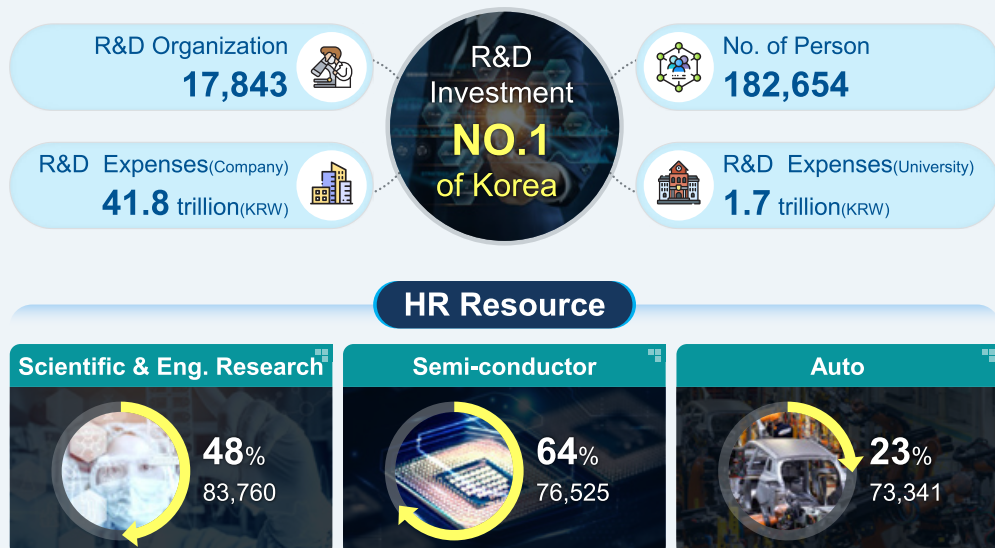 R&D Organization
17,843
R&D Expenses(Company)
41.8 trillion(KRW)
R&D
Investment
NO.1
of Korea
No. of Person
182,654
R&D Expenses(University)
1.7 trillion(KRW)
HR Resource
Scientific & Eng. Research
48%
83,760
Semi-conductor
64%
76,525
Auto
23%
73,341